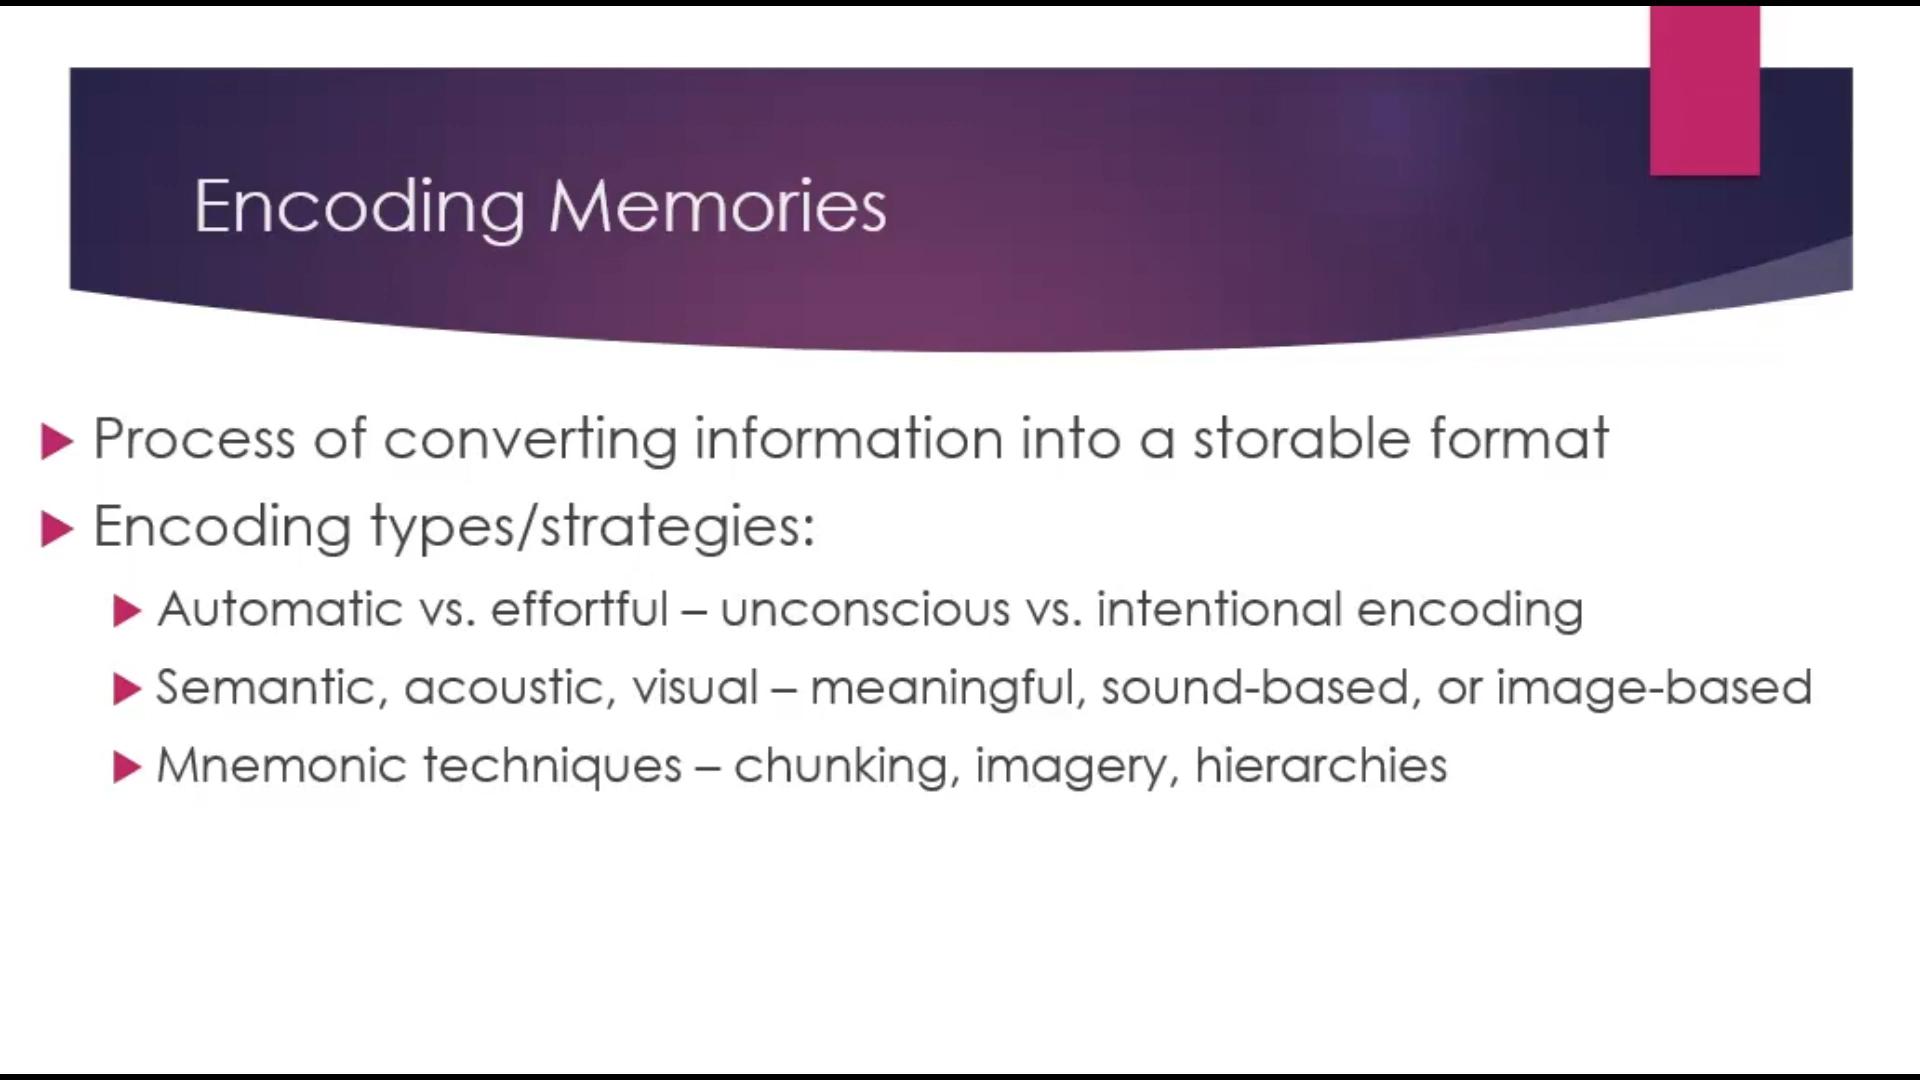 Encoding Memories
Process of converting information into a storable format
Encoding types/strategies:
Automatic vs. effortful – unconscious vs. intentional encoding
Semantic, acoustic, visual – meaningful, sound-based, or image-based
Mnemonic techniques – chunking, imagery, hierarchies